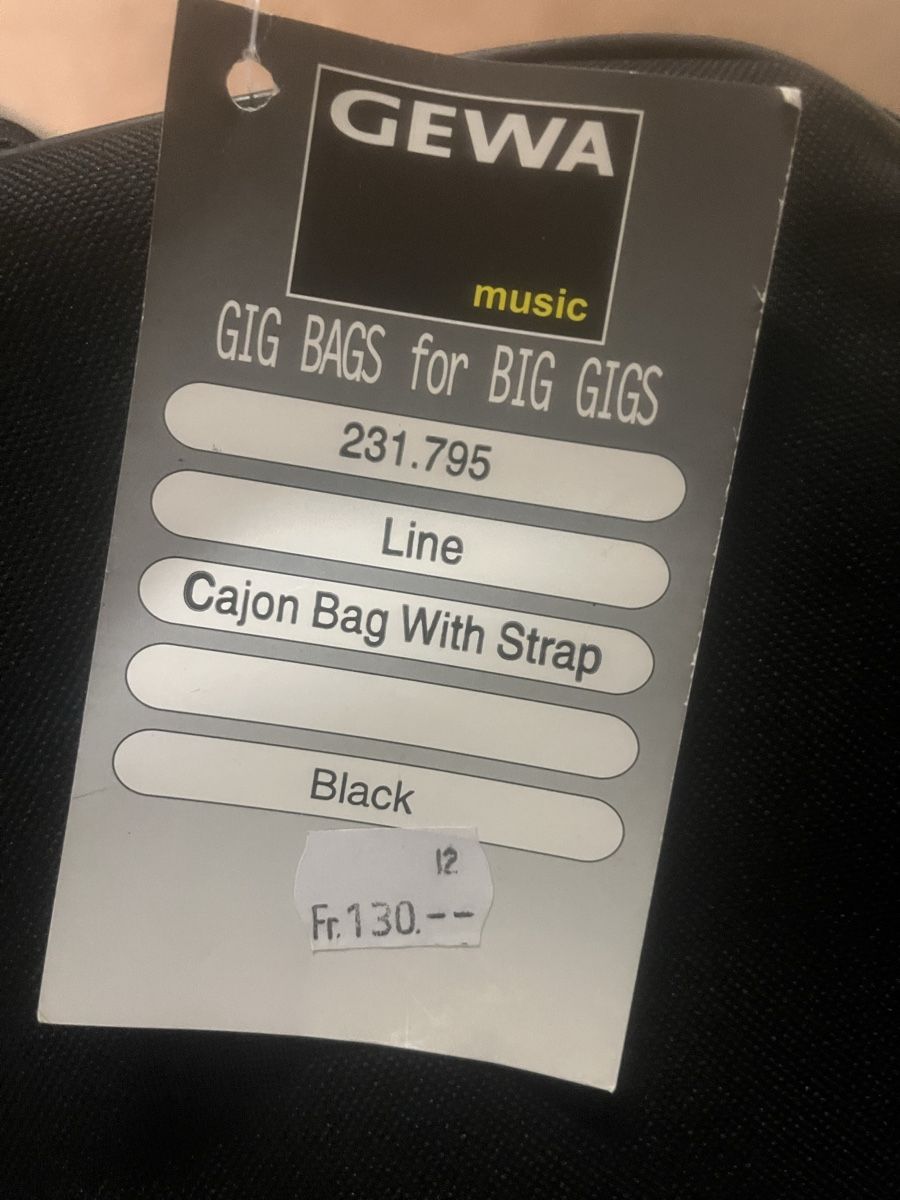 GEWA
music
GIG BAGS for BIG GIGS
231.795
Line
Cajon Bag With Strap
Black
12
Fr.130.--